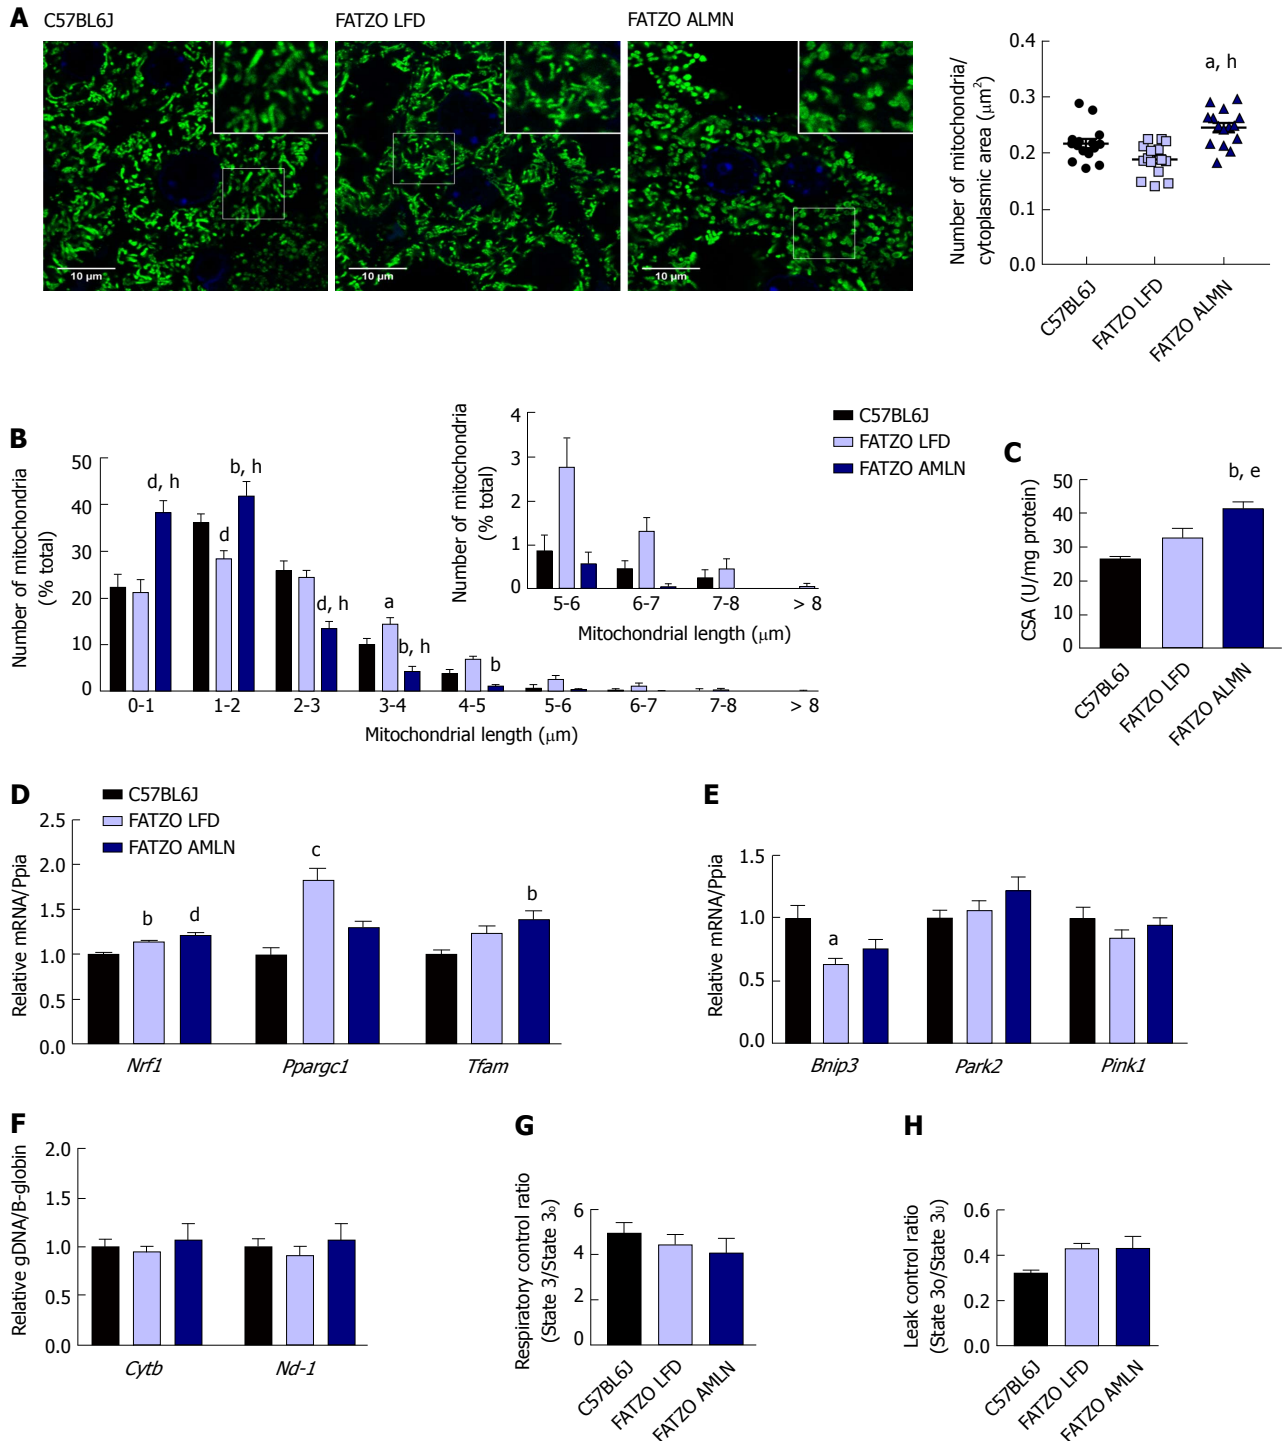 A
C57BL6J
FATZO LFD
FATZO ALMN
10 μm
10 μm
10 μm
Number of mitochondria/
cytoplasmic area (μm²)
0.4
0.3
0.2
0.1
0.0
a, h
C57BL6J
FATZO LFD
FATZO ALMN
B
Number of mitochondria
(% total)
50
40
30
20
10
0
d, h
d
b, h
d, h
a
b, h
b
0-1
1-2
2-3
3-4
4-5
5-6
6-7
7-8
> 8
Mitochondrial length (μm)
Number of mitochondria
(% total)
4
3
2
1
0
5-6
6-7
7-8
> 8
Mitochondrial length (μm)
C57BL6J
FATZO LFD
FATZO AMLN
C
CSA (U/mg protein)
50
40
30
20
10
0
b, e
C57BL6J
FATZO LFD
FATZO ALMN
D
C57BL6J
FATZO LFD
FATZO AMLN
Relative mRNA/Ppia
2.5
2.0
1.5
1.0
0.5
0.0
b
d
c
b
Nrf1
Ppargc1
Tfam
E
Relative mRNA/Ppia
1.5
1.0
0.5
0.0
a
Bnip3
Park2
Pink1
F
Relative gDNA/B-globin
2.0
1.5
1.0
0.5
0.0
Cytb
Nd-1
G
Respiratory control ratio
(State 3/State 3o)
6
4
2
0
C57BL6J
FATZO LFD
FATZO AMLN
H
Leak control ratio
(State 3o/State 3u)
0.6
0.4
0.2
0.0
C57BL6J
FATZO LFD
FATZO AMLN